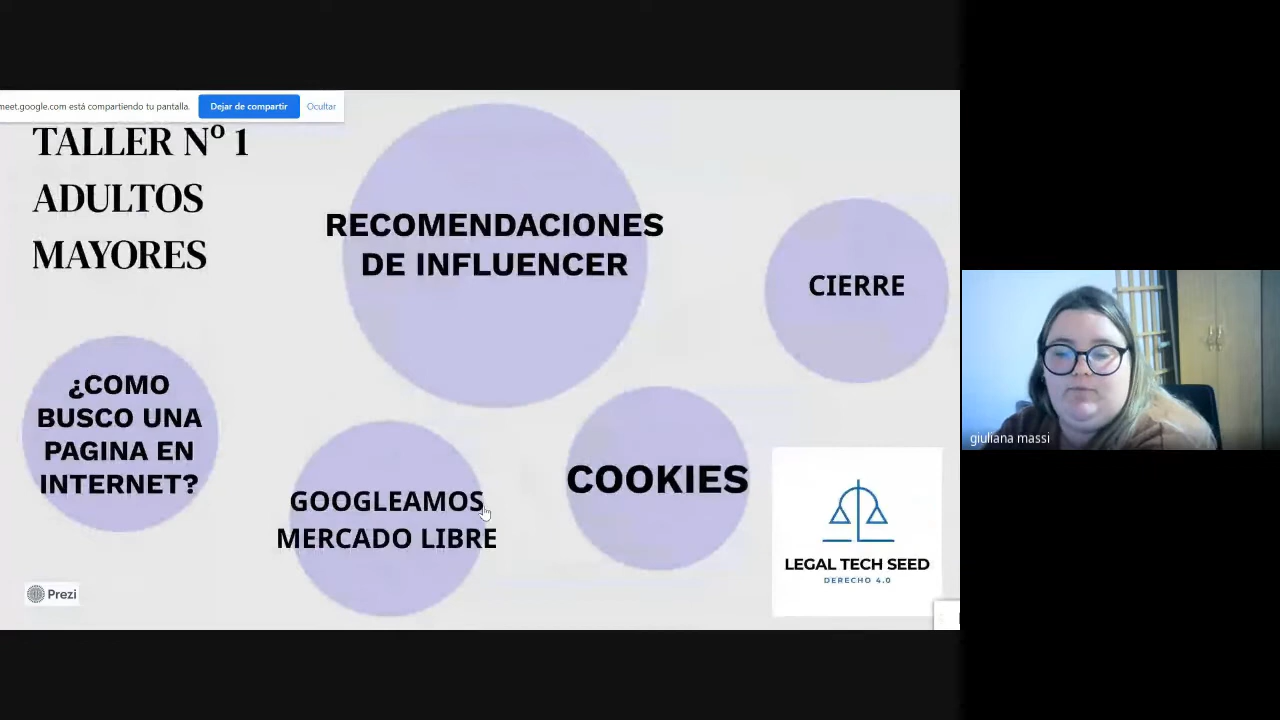 meet.google.com está compartiendo tu pantalla.
Dejar de compartir
Ocultar
TALLER Nº 1
ADULTOS
MAYORES
RECOMENDACIONES
DE INFLUENCER
CIERRE
¿COMO
BUSCO UNA
PAGINA EN
INTERNET?
GOOGLEAMOS
MERCADO LIBRE
COOKIES
LEGAL TECH SEED
DERECHO 4.0
Prezi
giuliana massi